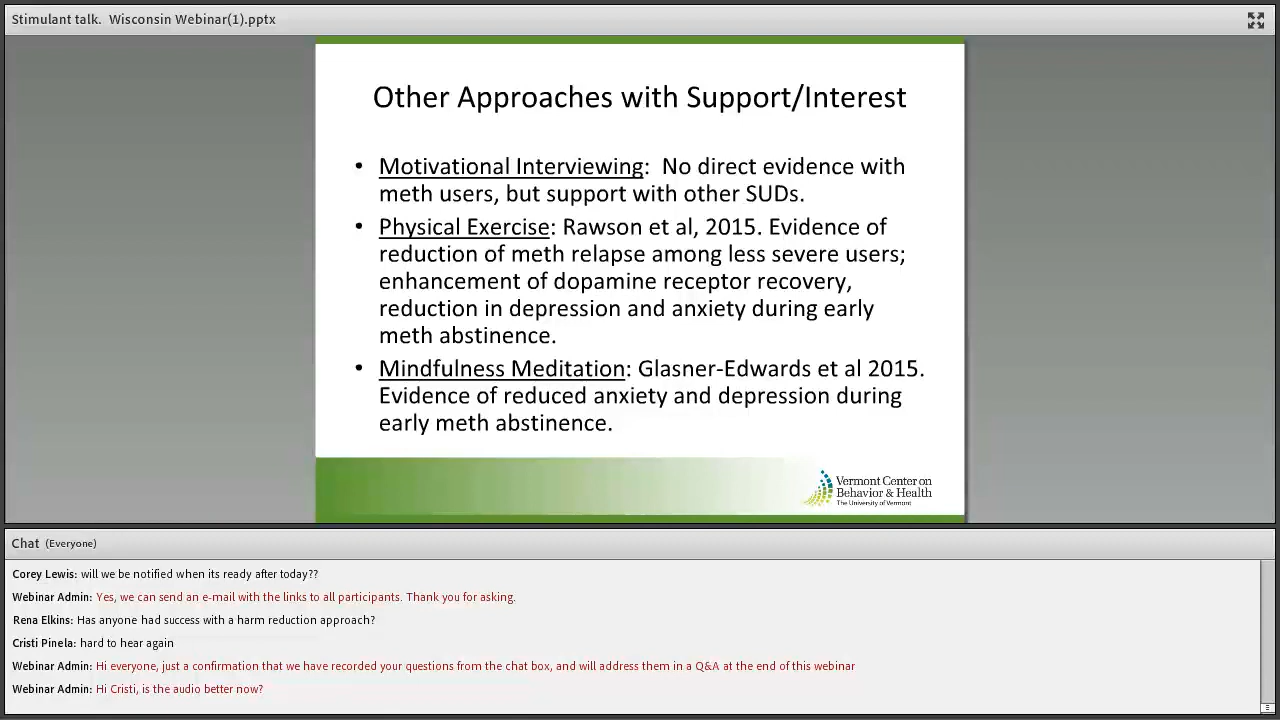 Stimulant talk. Wisconsin Webinar(1).pptx
Other Approaches with Support/Interest
• Motivational Interviewing: No direct evidence with
meth users, but support with other SUDs.
• Physical Exercise: Rawson et al, 2015. Evidence of
reduction of meth relapse among less severe users;
enhancement of dopamine receptor recovery,
reduction in depression and anxiety during early
meth abstinence.
• Mindfulness Meditation: Glasner-Edwards et al 2015.
Evidence of reduced anxiety and depression during
early meth abstinence.
Vermont Center on
Behavior & Health
The University of Vermont
Chat (Everyone)
Corey Lewis: will we be notified when its ready after today??
Webinar Admin: Yes, we can send an e-mail with the links to all participants. Thank you for asking.
Rena Elkins: Has anyone had success with a harm reduction approach?
Cristi Pinela: hard to hear again
Webinar Admin: Hi everyone, just a confirmation that we have recorded your questions from the chat box, and will address them in a Q&A at the end of this webinar
Webinar Admin: Hi Cristi, is the audio better now?